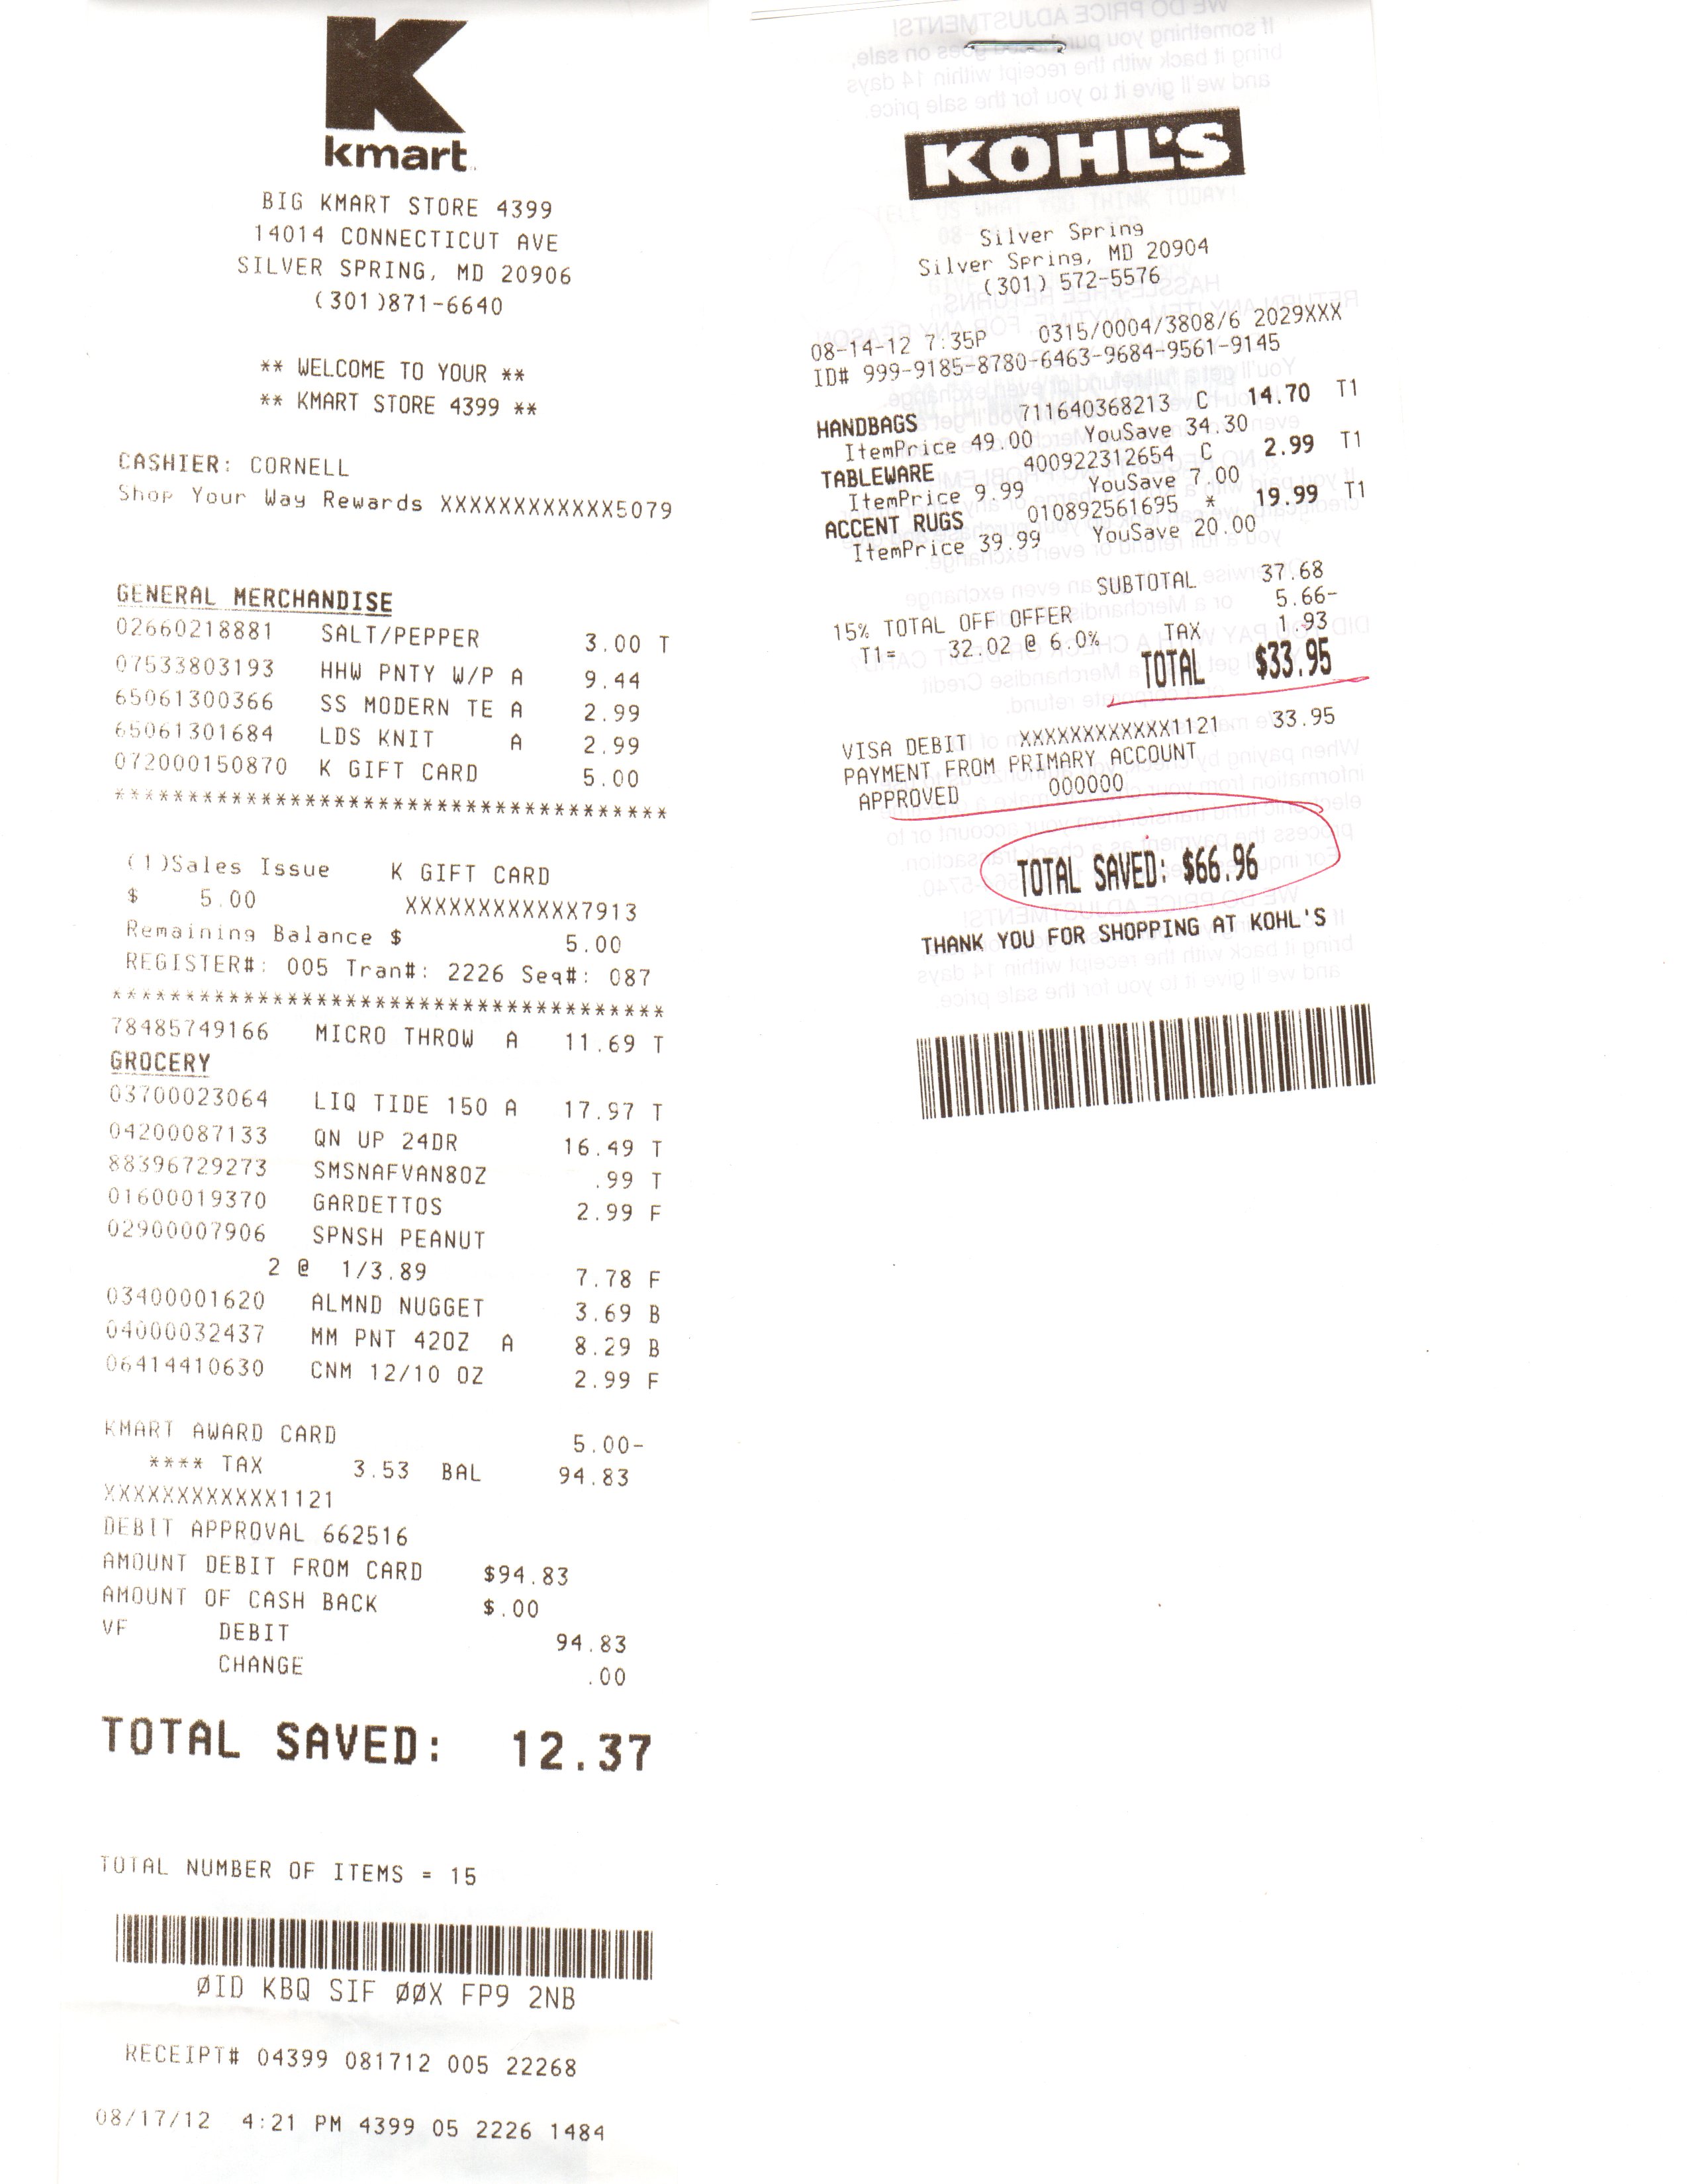 K
kmart
BIG KMART STORE 4399
14014 CONNECTICUT AVE
SILVER SPRING, MD 20906
(301)871-6640
** WELCOME TO YOUR **
** KMART STORE 4399 **
CASHIER: CORNELL
Shop Your Way Rewards XXXXXXXXXXXX5079
GENERAL MERCHANDISE
02660218881 SALT/PEPPER 3.00 T
07533803193 HHW PNTY W/P A 9.44
65061300366 SS MODERN TE A 2.99
65061301684 LDS KNIT A 2.99
072000150870 K GIFT CARD 5.00
**************************************
(1)Sales Issue K GIFT CARD
$ 5.00 XXXXXXXXXXXX7913
Remaining Balance $ 5.00
REGISTER#: 005 Tran#: 2226 Seq#: 087
**************************************
78485749166 MICRO THROW A 11.69 T
GROCERY
03700023064 LIQ TIDE 150 A 17.97 T
04200087133 QN UP 24DR 16.49 T
88396729273 SMSNAFVAN8OZ .99 T
01600019370 GARDETTOS 2.99 F
02900007906 SPNSH PEANUT
2 @ 1/3.89 7.78 F
03400001620 ALMND NUGGET 3.69 B
04000032437 MM PNT 42OZ A 8.29 B
06414410630 CNM 12/10 OZ 2.99 F
KMART AWARD CARD 5.00-
**** TAX 3.53 BAL 94.83
XXXXXXXXXXXX1121
DEBIT APPROVAL 662516
AMOUNT DEBIT FROM CARD $94.83
AMOUNT OF CASH BACK $.00
VF DEBIT 94.83
CHANGE .00
TOTAL SAVED: 12.37
TOTAL NUMBER OF ITEMS = 15
ØID KBQ SIF ØØX FP9 2NB
RECEIPT# 04399 081712 005 22268
08/17/12 4:21 PM 4399 05 2226 1484
KOHL'S
Silver Spring
Silver Spring, MD 20904
(301) 572-5576
08-14-12 7:35P 0315/0004/3808/6 2029XXX
ID# 999-9185-8780-6463-9684-9561-9145
HANDBAGS 711640368213 C 14.70 T1
ItemPrice 49.00 YouSave 34.30
TABLEWARE 400922312654 C 2.99 T1
ItemPrice 9.99 YouSave 7.00
ACCENT RUGS 010892561695 * 19.99 T1
ItemPrice 39.99 YouSave 20.00
SUBTOTAL 37.68
15% TOTAL OFF OFFER 5.66-
T1= 32.02 @ 6.0% TAX 1.93
TOTAL $33.95
VISA DEBIT XXXXXXXXXXXX1121 33.95
PAYMENT FROM PRIMARY ACCOUNT
APPROVED 000000
TOTAL SAVED: $66.96
THANK YOU FOR SHOPPING AT KOHL'S